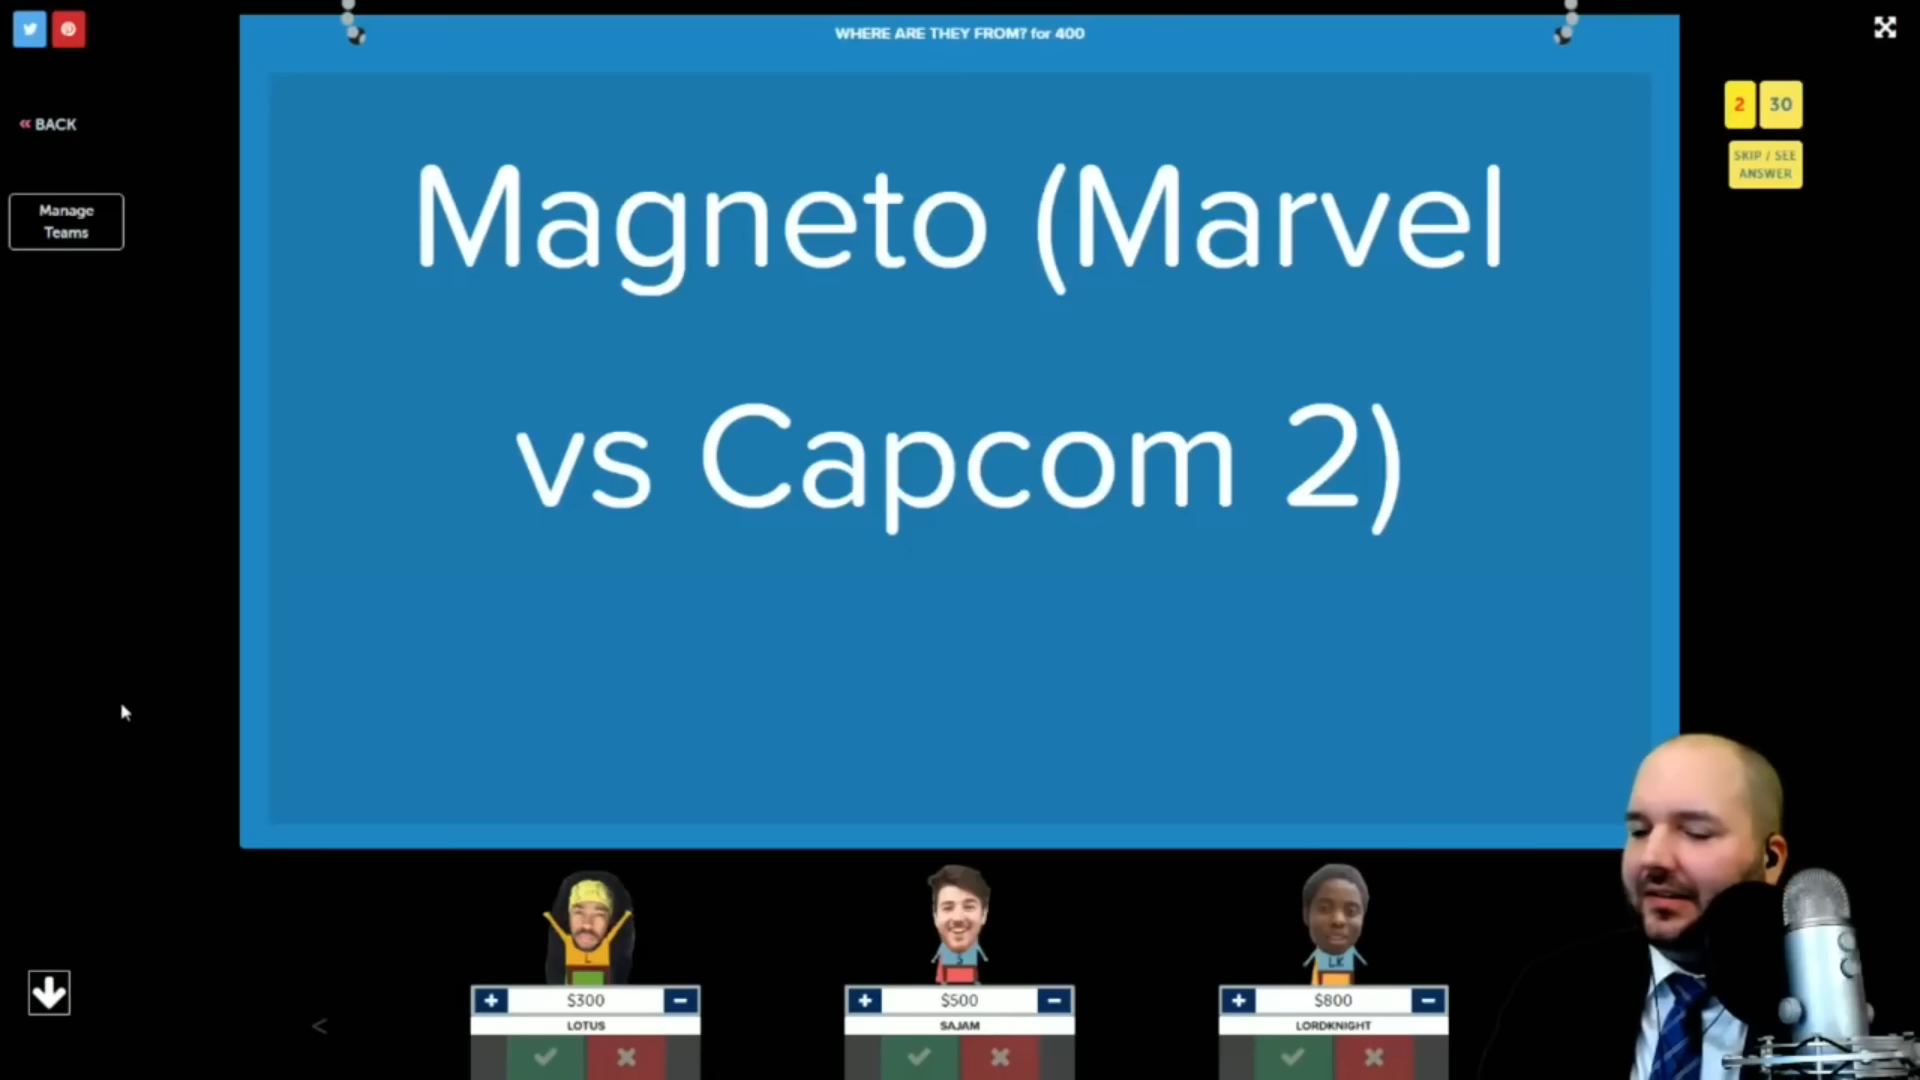 WHERE ARE THEY FROM? for 400
« BACK
2 30
SKIP / SEE
ANSWER
Manage
Teams
Magneto (Marvel
vs Capcom 2)
L
S
LK
+ $300 −
LOTUS
+ $500 −
SAJAM
+ $800 −
LORDKNIGHT
<